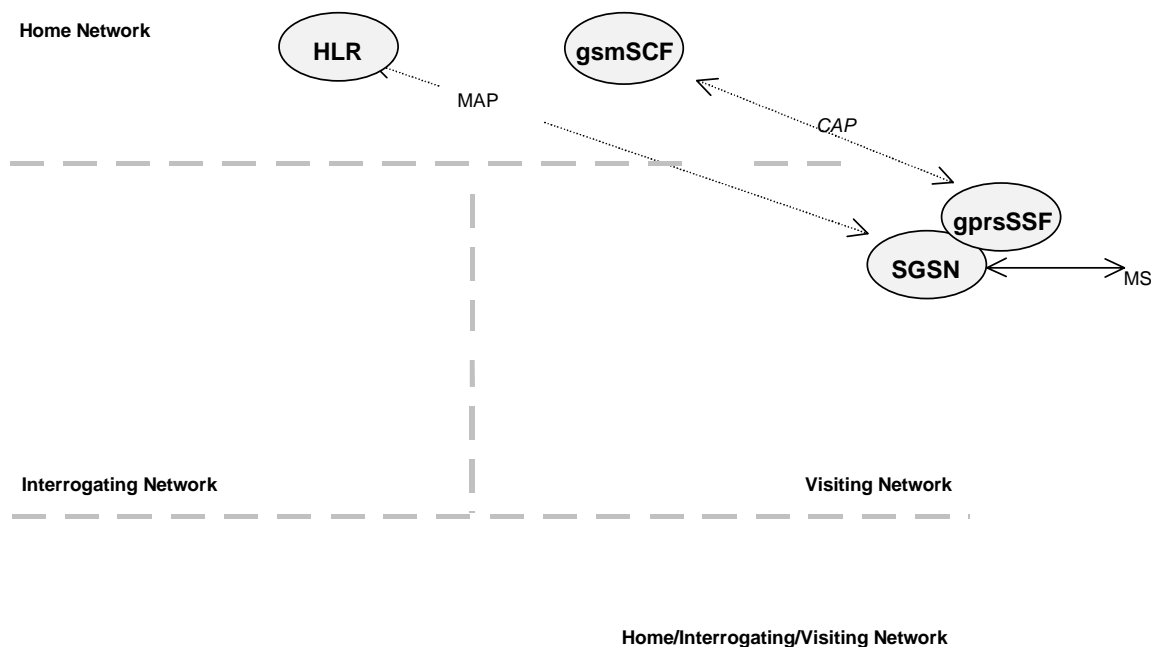 Home Network
HLR
gsmSCF
MAP
CAP
gprsSSF
SGSN
MS
Interrogating Network
Visiting Network
Home/Interrogating/Visiting Network